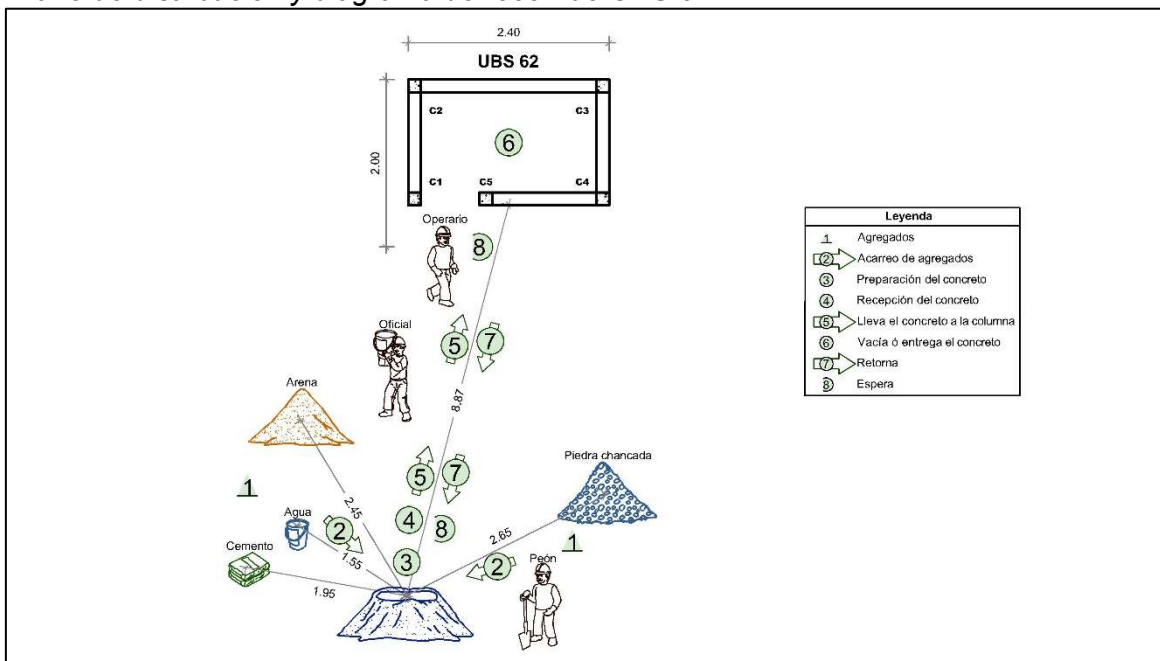 2.40
UBS 62
2.00
C2
C3
6
C1
C5
C4
Operario
8
Oficial
5
7
8.87
Arena
5
7
Piedra chancada
1
2.45
4
8
Agua
2
2.65
1
Cemento
1.55
3
2
Peón
1.95
Leyenda
1 Agregados
2 Acarreo de agregados
3 Preparación del concreto
4 Recepción del concreto
5 Lleva el concreto a la columna
6 Vacía ó entrega el concreto
7 Retorna
8 Espera